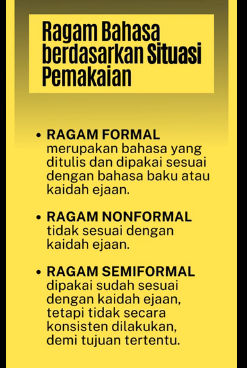 Ragam Bahasa
berdasarkan Situasi
Pemakaian
• RAGAM FORMAL
merupakan bahasa yang
ditulis dan dipakai sesuai
dengan bahasa baku atau
kaidah ejaan.
• RAGAM NONFORMAL
tidak sesuai dengan
kaidah ejaan.
• RAGAM SEMIFORMAL
dipakai sudah sesuai
dengan kaidah ejaan,
tetapi tidak secara
konsisten dilakukan,
demi tujuan tertentu.